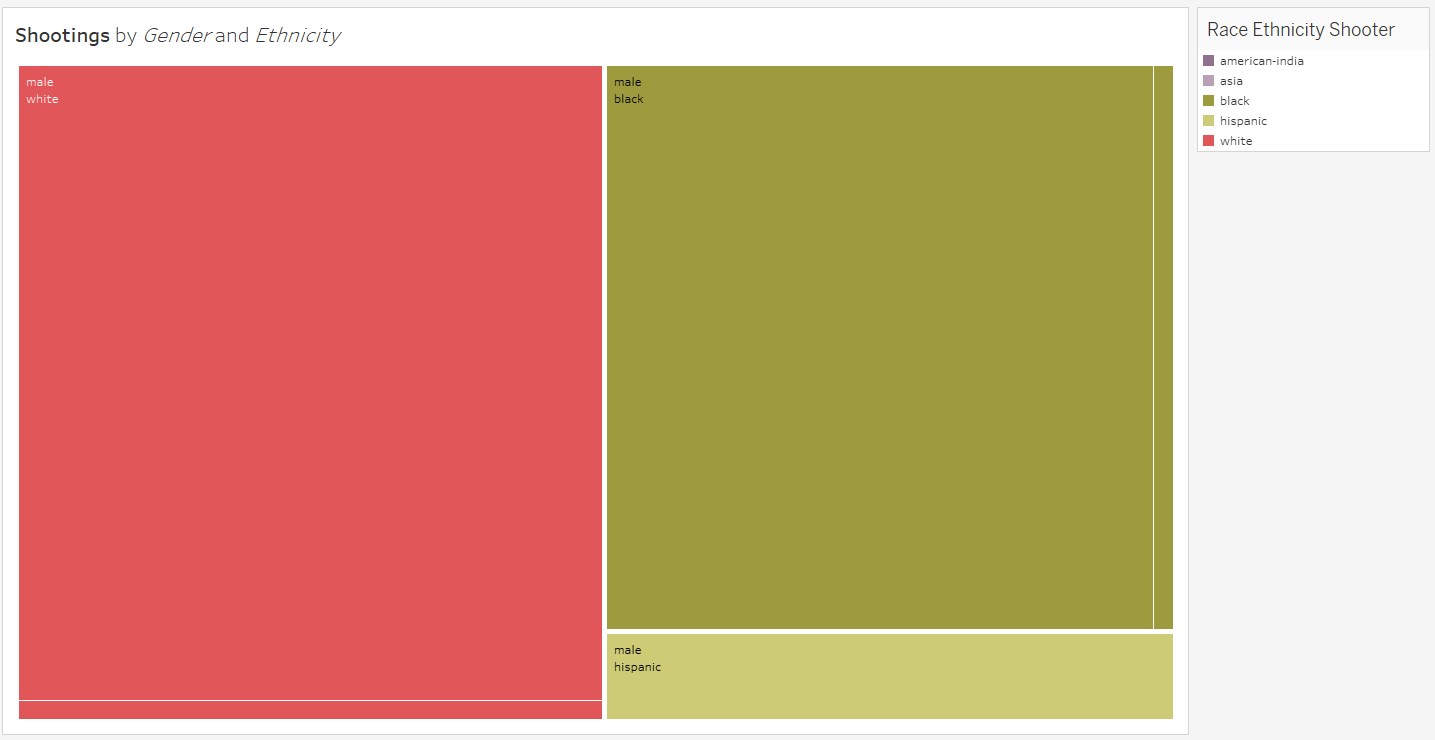 Shootings by Gender and Ethnicity
male
white
male
black
male
hispanic
Race Ethnicity Shooter
american-india
asia
black
hispanic
white